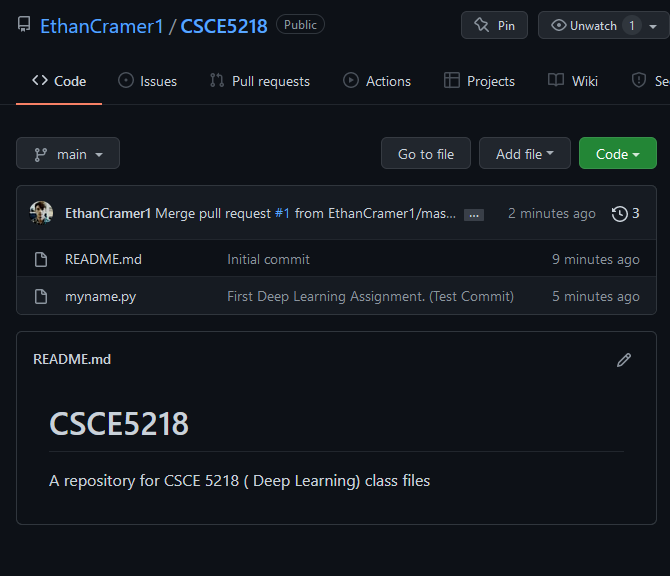 EthanCramer1 / CSCE5218 Public Pin Unwatch 1
Code Issues Pull requests Actions Projects Wiki Se
main Go to file Add file Code
EthanCramer1 Merge pull request #1 from EthanCramer1/mas... ... 2 minutes ago 3
README.md Initial commit 9 minutes ago
myname.py First Deep Learning Assignment. (Test Commit) 5 minutes ago
README.md
CSCE5218
A repository for CSCE 5218 ( Deep Learning) class files